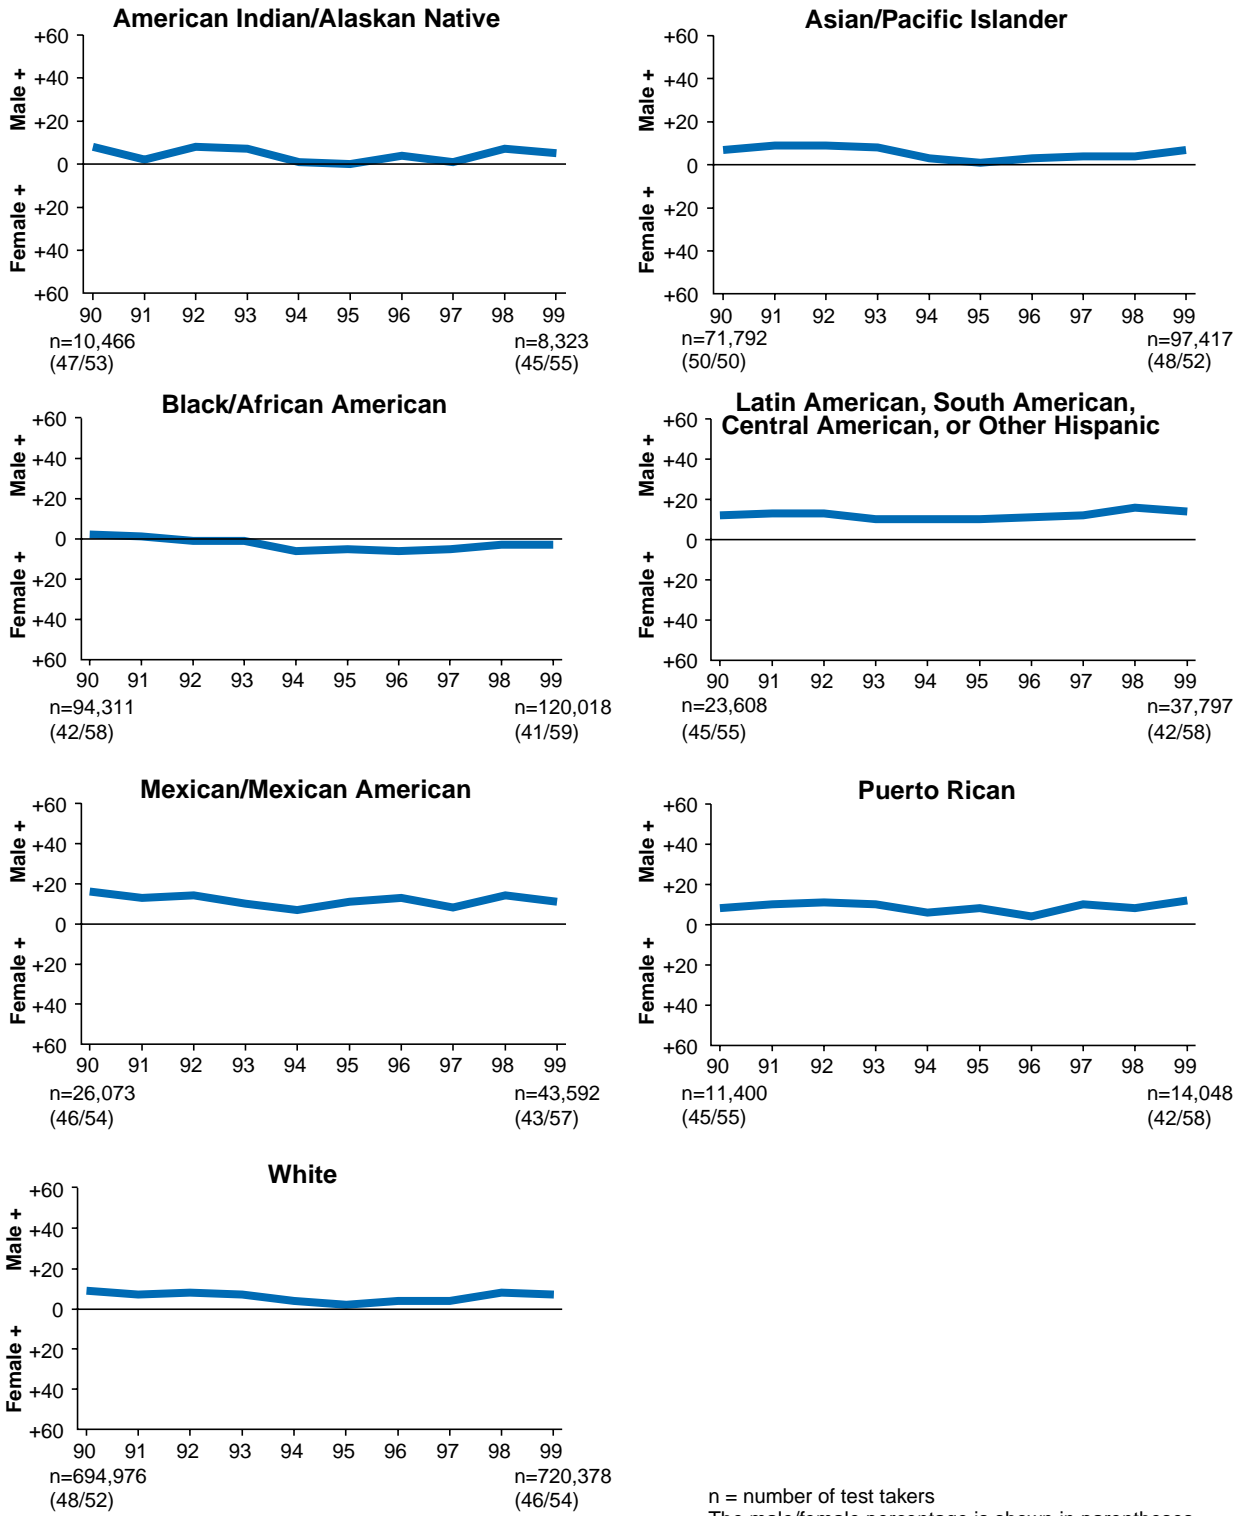 American Indian/Alaskan Native
+60
+40
+20
0
+20
+40
+60
Male +
Female +
90 91 92 93 94 95 96 97 98 99
n=10,466
(47/53)
n=8,323
(45/55)
Asian/Pacific Islander
+60
+40
+20
0
+20
+40
+60
Male +
Female +
90 91 92 93 94 95 96 97 98 99
n=71,792
(50/50)
n=97,417
(48/52)
Black/African American
+60
+40
+20
0
+20
+40
+60
Male +
Female +
90 91 92 93 94 95 96 97 98 99
n=94,311
(42/58)
n=120,018
(41/59)
Latin American, South American,
Central American, or Other Hispanic
+60
+40
+20
0
+20
+40
+60
Male +
Female +
90 91 92 93 94 95 96 97 98 99
n=23,608
(45/55)
n=37,797
(42/58)
Mexican/Mexican American
+60
+40
+20
0
+20
+40
+60
Male +
Female +
90 91 92 93 94 95 96 97 98 99
n=26,073
(46/54)
n=43,592
(43/57)
Puerto Rican
+60
+40
+20
0
+20
+40
+60
Male +
Female +
90 91 92 93 94 95 96 97 98 99
n=11,400
(45/55)
n=14,048
(42/58)
White
+60
+40
+20
0
+20
+40
+60
Male +
Female +
90 91 92 93 94 95 96 97 98 99
n=694,976
(48/52)
n=720,378
(46/54)
n = number of test takers
The male/female percentage is shown in parentheses